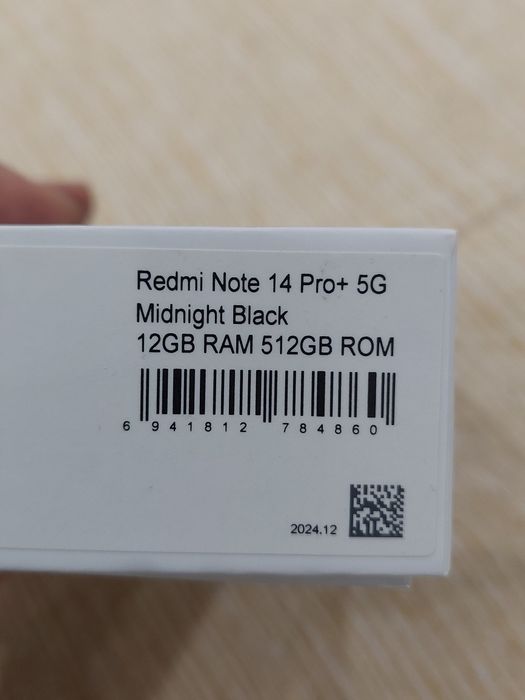 Redmi Note 14 Pro+ 5G
Midnight Black
12GB RAM 512GB ROM
6 941812 784860
2024.12